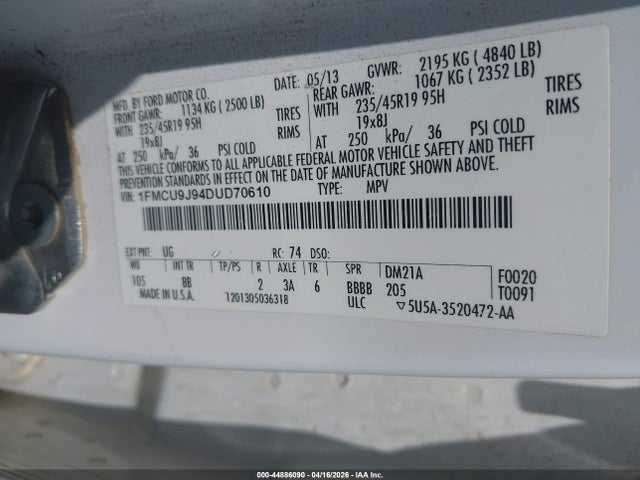 MFD. BY FORD MOTOR CO. DATE: 05/13 GVWR: 2195 KG ( 4840 LB)
FRONT GAWR: 1134 KG ( 2500 LB) REAR GAWR: 1067 KG ( 2352 LB)
WITH 235/45R19 95H TIRES WITH 235/45R19 95H TIRES
19x8J RIMS 19x8J RIMS
AT 250 kPa/ 36 PSI COLD AT 250 kPa/ 36 PSI COLD
THIS VEHICLE CONFORMS TO ALL APPLICABLE FEDERAL MOTOR VEHICLE SAFETY AND THEFT
PREVENTION STANDARDS IN EFFECT ON THE DATE OF MANUFACTURE SHOWN ABOVE.
VIN: 1FMCU9J94DUD70610 TYPE: MPV
EXT PNT: UG RC: 74 DSO:
WB INT TR TP/PS R AXLE TR SPR DM21A F0020
105 BB 2 3A 6 BBBB 205 T0091
MADE IN U.S.A. 1201305036318 ULC ▽5U5A-3520472-AA
000-44886090 - 04/16/2026 - IAA Inc.